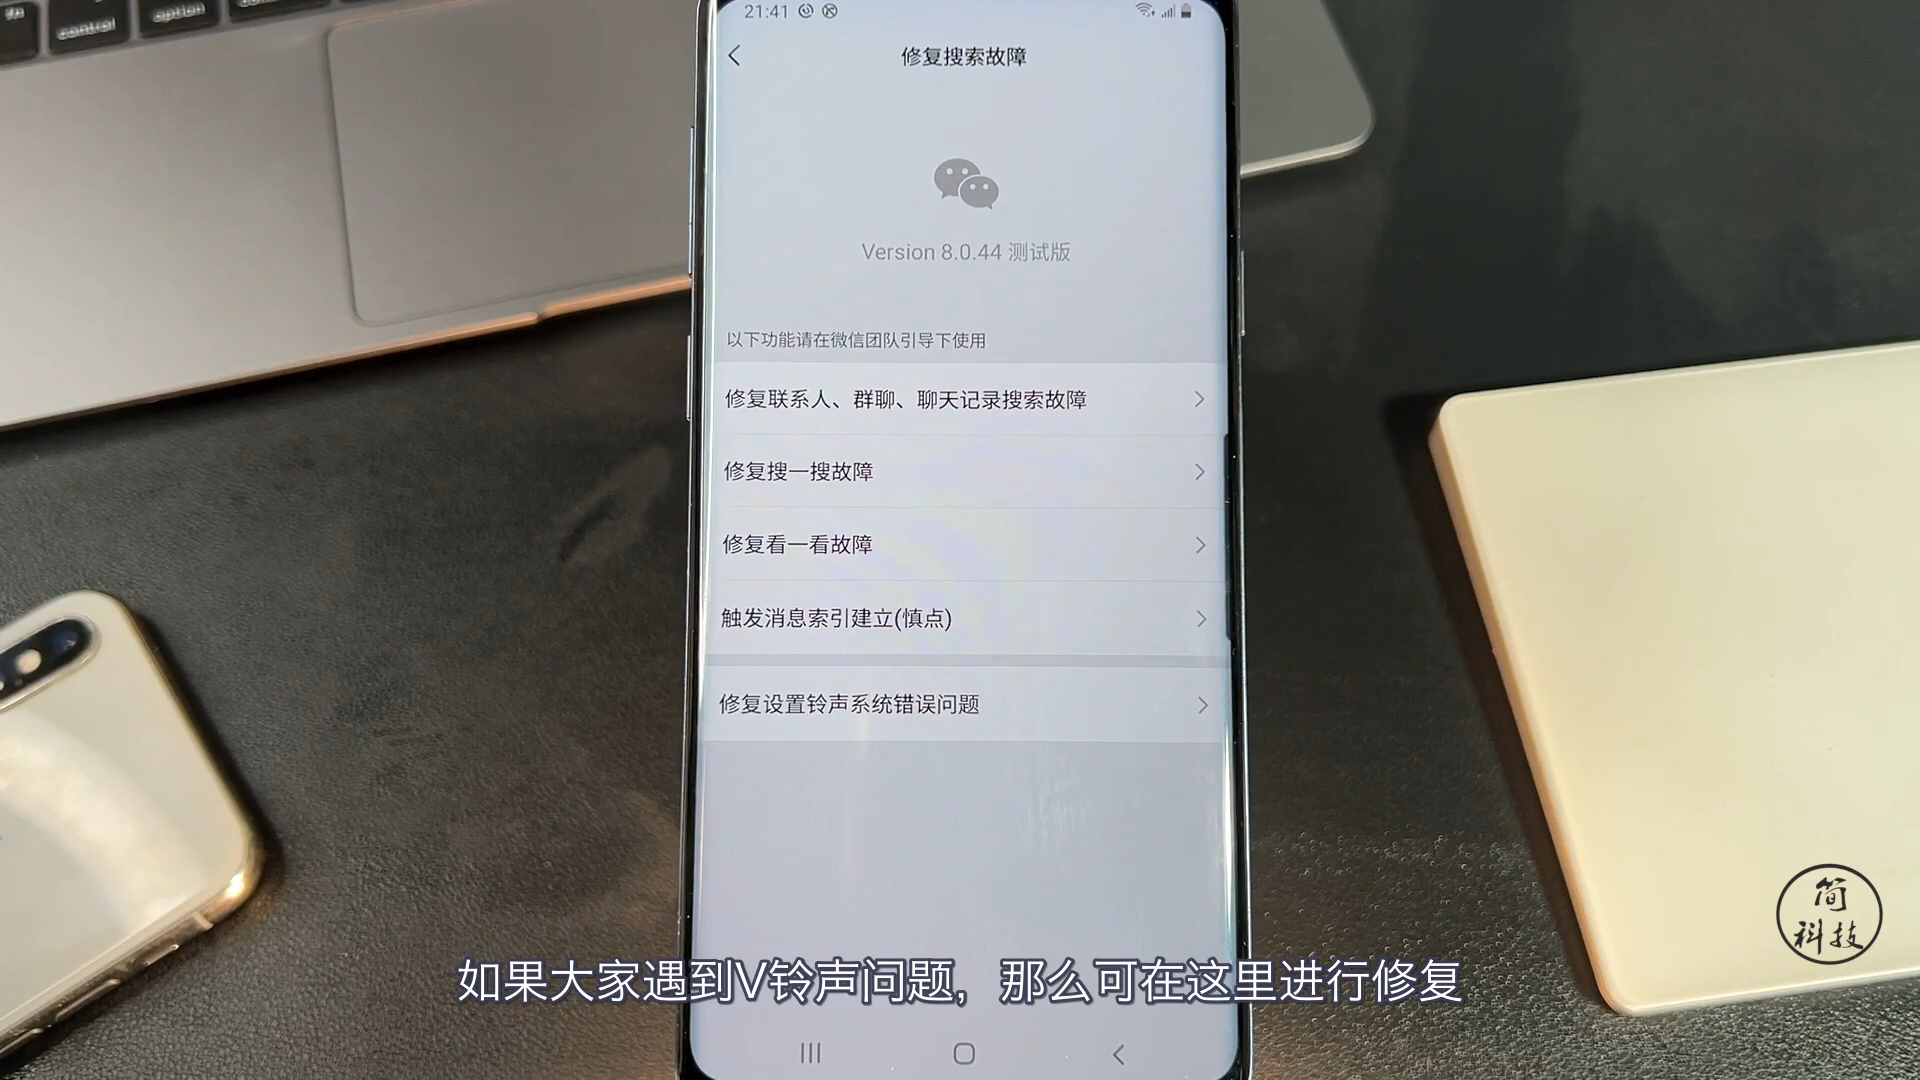 fn
control
option
21:41
修复搜索故障
Version 8.0.44 测试版
以下功能请在微信团队引导下使用
修复联系人、群聊、聊天记录搜索故障
修复搜一搜故障
修复看一看故障
触发消息索引建立(慎点)
修复设置铃声系统错误问题
简
科技
如果大家遇到V铃声问题，那么可在这里进行修复